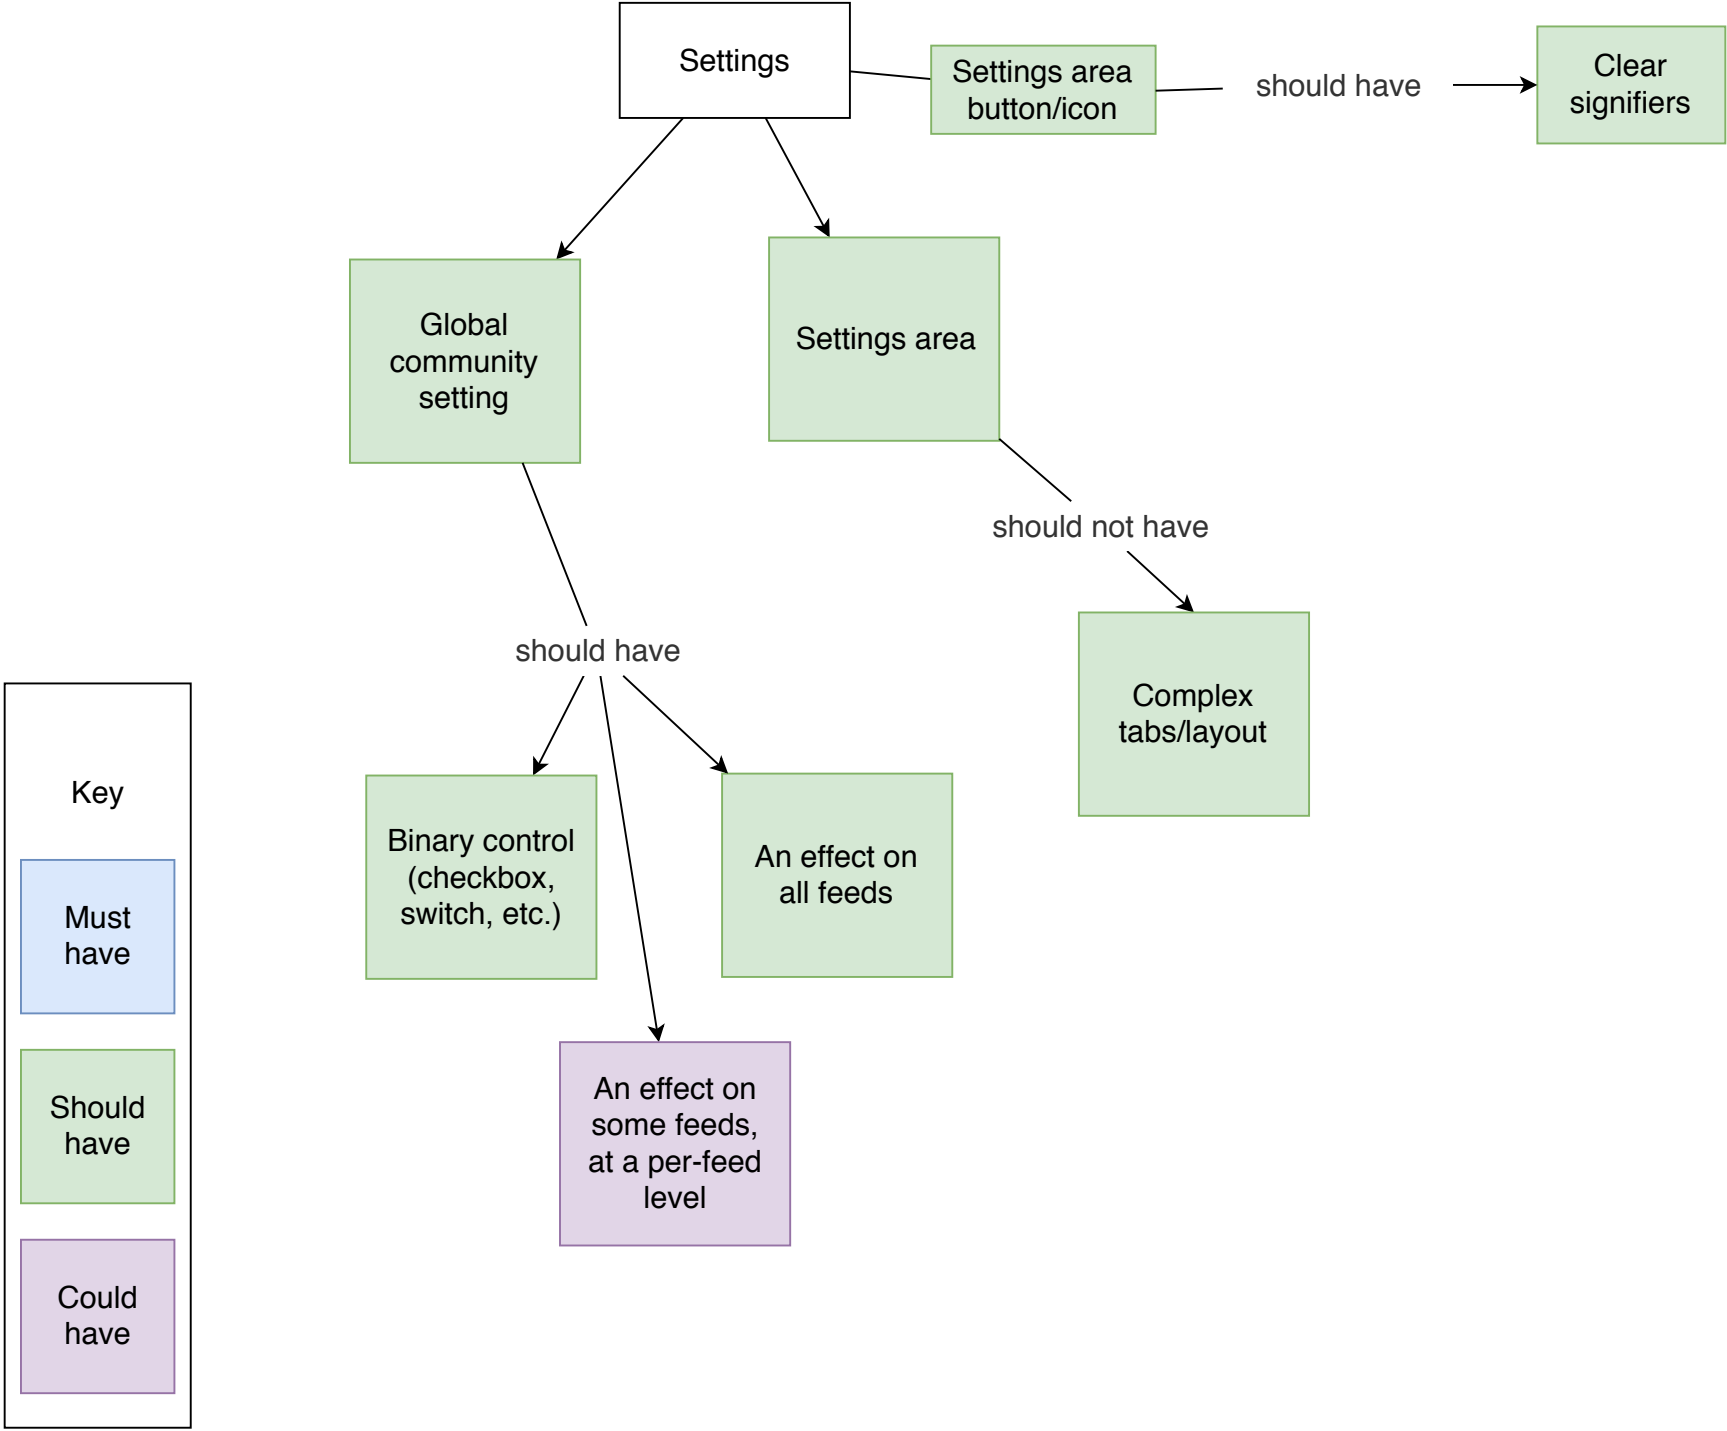 Settings
Settings area
button/icon
should have
Clear
signifiers
Global
community
setting
Settings area
should not have
should have
Complex
tabs/layout
Binary control
(checkbox,
switch, etc.)
An effect on
all feeds
An effect on
some feeds,
at a per-feed
level
Key
Must
have
Should
have
Could
have